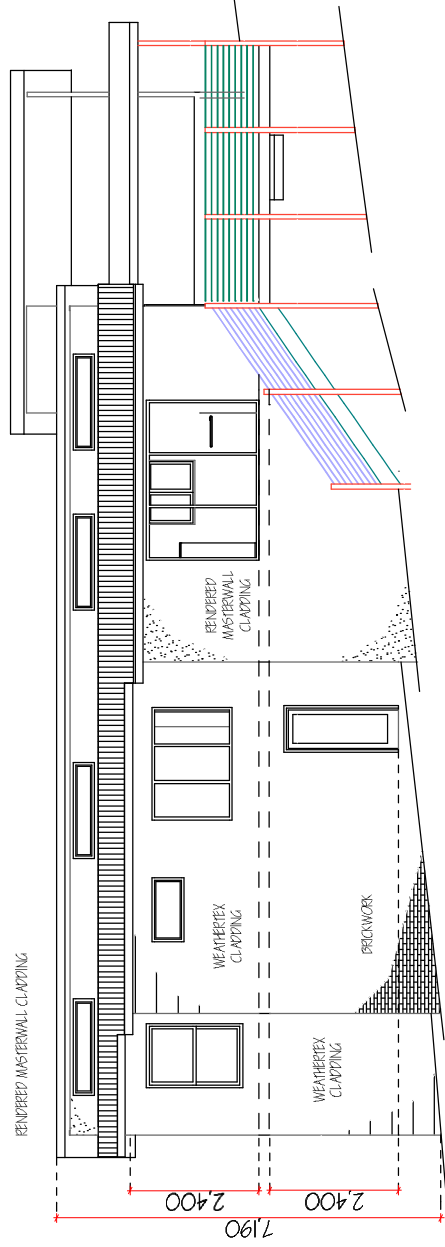 RENDERED MASTERWALL CLADDING
RENDERED
MASTERWALL
CLADDING
WEATHERTEX
CLADDING
BRICKWORK
WEATHERTEX
CLADDING
2,400
2,400
7,190